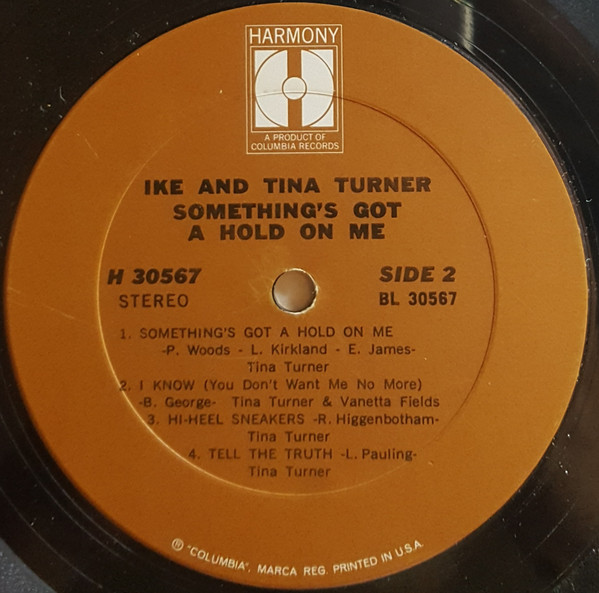 HARMONY
A PRODUCT OF
COLUMBIA RECORDS
IKE AND TINA TURNER
SOMETHING'S GOT
A HOLD ON ME
H 30567 SIDE 2
STEREO BL 30567
1. SOMETHING'S GOT A HOLD ON ME
-P. Woods - L. Kirkland - E. James-
Tina Turner
2. I KNOW (You Don't Want Me No More)
-B. George- Tina Turner & Vanetta Fields
3. HI-HEEL SNEAKERS -R. Higgenbotham-
Tina Turner
4. TELL THE TRUTH -L. Pauling-
Tina Turner
® "COLUMBIA", MARCA REG. PRINTED IN U.S.A.